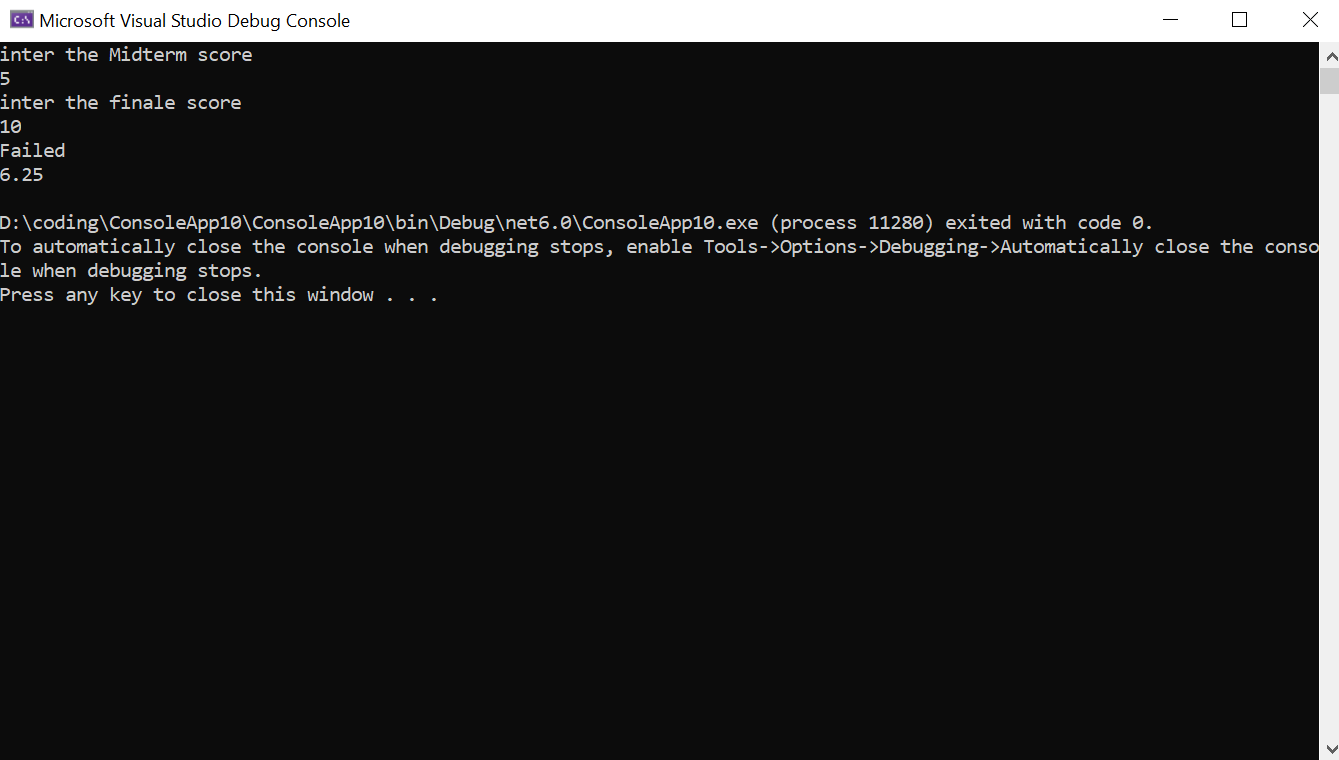 Microsoft Visual Studio Debug Console
inter the Midterm score
5
inter the finale score
10
Failed
6.25
D:\coding\ConsoleApp10\ConsoleApp10\bin\Debug\net6.0\ConsoleApp10.exe (process 11280) exited with code 0.
To automatically close the console when debugging stops, enable Tools->Options->Debugging->Automatically close the conso
le when debugging stops.
Press any key to close this window . . .